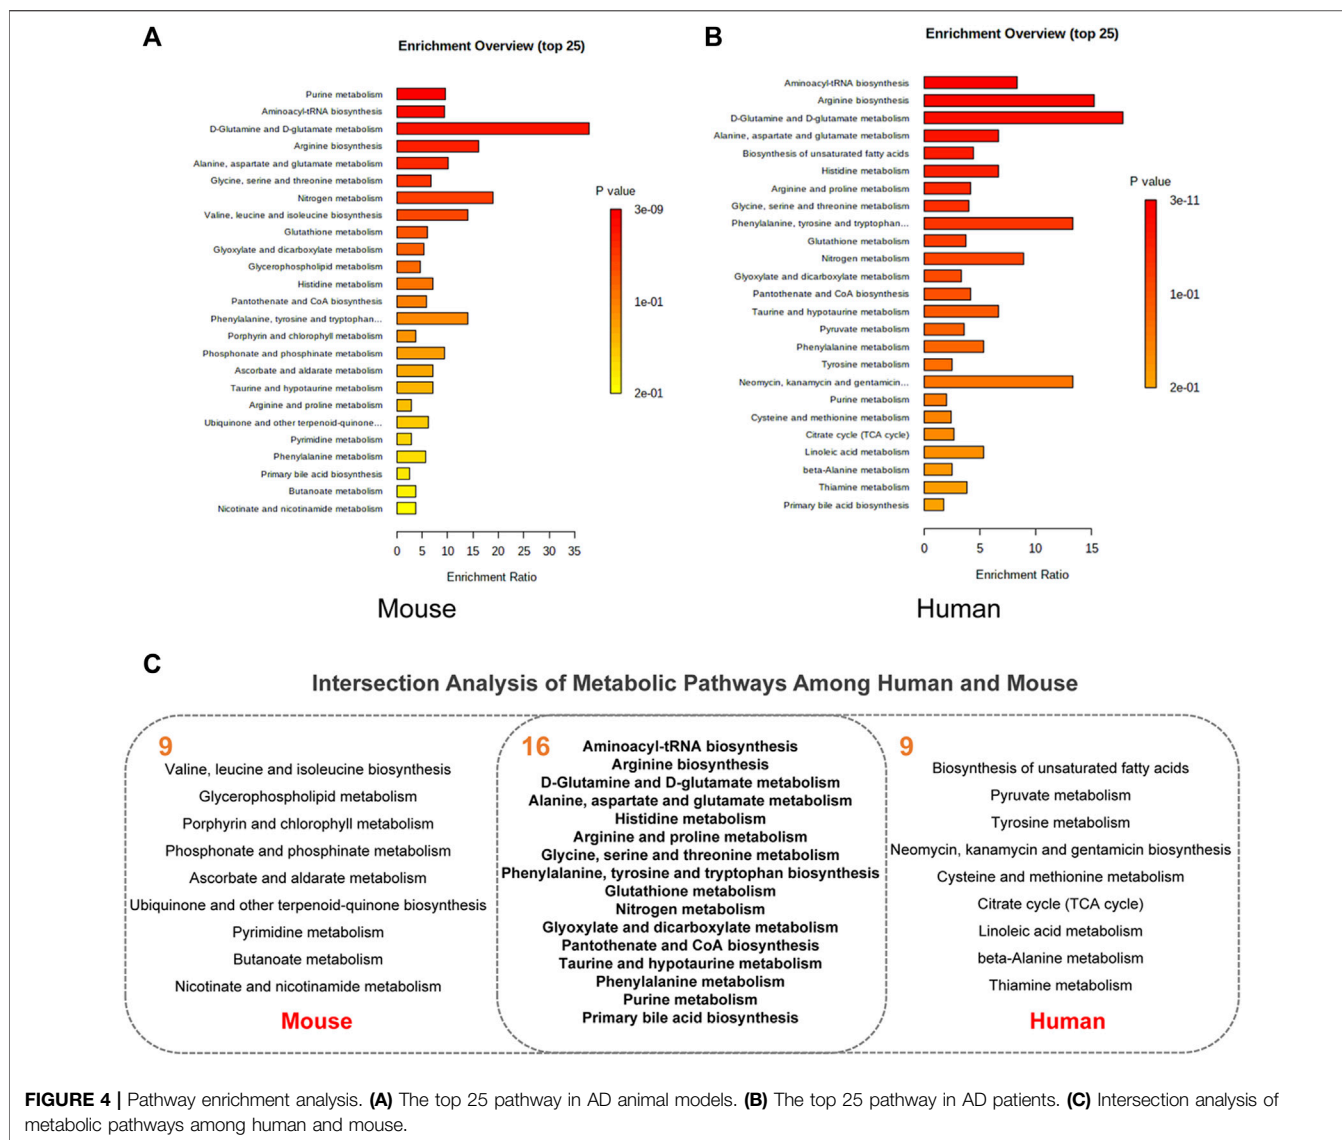 A
Enrichment Overview (top 25)
Purine metabolism
Aminoacyl-tRNA biosynthesis
D-Glutamine and D-glutamate metabolism
Arginine biosynthesis
Alanine, aspartate and glutamate metabolism
Glycine, serine and threonine metabolism
Nitrogen metabolism
Valine, leucine and isoleucine biosynthesis
Glutathione metabolism
Glyoxylate and dicarboxylate metabolism
Glycerophospholipid metabolism
Histidine metabolism
Pantothenate and CoA biosynthesis
Phenylalanine, tyrosine and tryptophan...
Porphyrin and chlorophyll metabolism
Phosphonate and phosphinate metabolism
Ascorbate and aldarate metabolism
Taurine and hypotaurine metabolism
Arginine and proline metabolism
Ubiquinone and other terpenoid-quinone...
Pyrimidine metabolism
Phenylalanine metabolism
Primary bile acid biosynthesis
Butanoate metabolism
Nicotinate and nicotinamide metabolism
0 5 10 15 20 25 30 35
Enrichment Ratio
P value
3e-09
1e-01
2e-01
Mouse
B
Enrichment Overview (top 25)
Aminoacyl-tRNA biosynthesis
Arginine biosynthesis
D-Glutamine and D-glutamate metabolism
Alanine, aspartate and glutamate metabolism
Biosynthesis of unsaturated fatty acids
Histidine metabolism
Arginine and proline metabolism
Glycine, serine and threonine metabolism
Phenylalanine, tyrosine and tryptophan...
Glutathione metabolism
Nitrogen metabolism
Glyoxylate and dicarboxylate metabolism
Pantothenate and CoA biosynthesis
Taurine and hypotaurine metabolism
Pyruvate metabolism
Phenylalanine metabolism
Tyrosine metabolism
Neomycin, kanamycin and gentamicin...
Purine metabolism
Cysteine and methionine metabolism
Citrate cycle (TCA cycle)
Linoleic acid metabolism
beta-Alanine metabolism
Thiamine metabolism
Primary bile acid biosynthesis
0 5 10 15
Enrichment Ratio
P value
3e-11
1e-01
2e-01
Human
C
Intersection Analysis of Metabolic Pathways Among Human and Mouse
9
Valine, leucine and isoleucine biosynthesis
Glycerophospholipid metabolism
Porphyrin and chlorophyll metabolism
Phosphonate and phosphinate metabolism
Ascorbate and aldarate metabolism
Ubiquinone and other terpenoid-quinone biosynthesis
Pyrimidine metabolism
Butanoate metabolism
Nicotinate and nicotinamide metabolism
Mouse
16
Aminoacyl-tRNA biosynthesis
Arginine biosynthesis
D-Glutamine and D-glutamate metabolism
Alanine, aspartate and glutamate metabolism
Histidine metabolism
Arginine and proline metabolism
Glycine, serine and threonine metabolism
Phenylalanine, tyrosine and tryptophan biosynthesis
Glutathione metabolism
Nitrogen metabolism
Glyoxylate and dicarboxylate metabolism
Pantothenate and CoA biosynthesis
Taurine and hypotaurine metabolism
Phenylalanine metabolism
Purine metabolism
Primary bile acid biosynthesis
9
Biosynthesis of unsaturated fatty acids
Pyruvate metabolism
Tyrosine metabolism
Neomycin, kanamycin and gentamicin biosynthesis
Cysteine and methionine metabolism
Citrate cycle (TCA cycle)
Linoleic acid metabolism
beta-Alanine metabolism
Thiamine metabolism
Human
FIGURE 4 | Pathway enrichment analysis. (A) The top 25 pathway in AD animal models. (B) The top 25 pathway in AD patients. (C) Intersection analysis of
metabolic pathways among human and mouse.